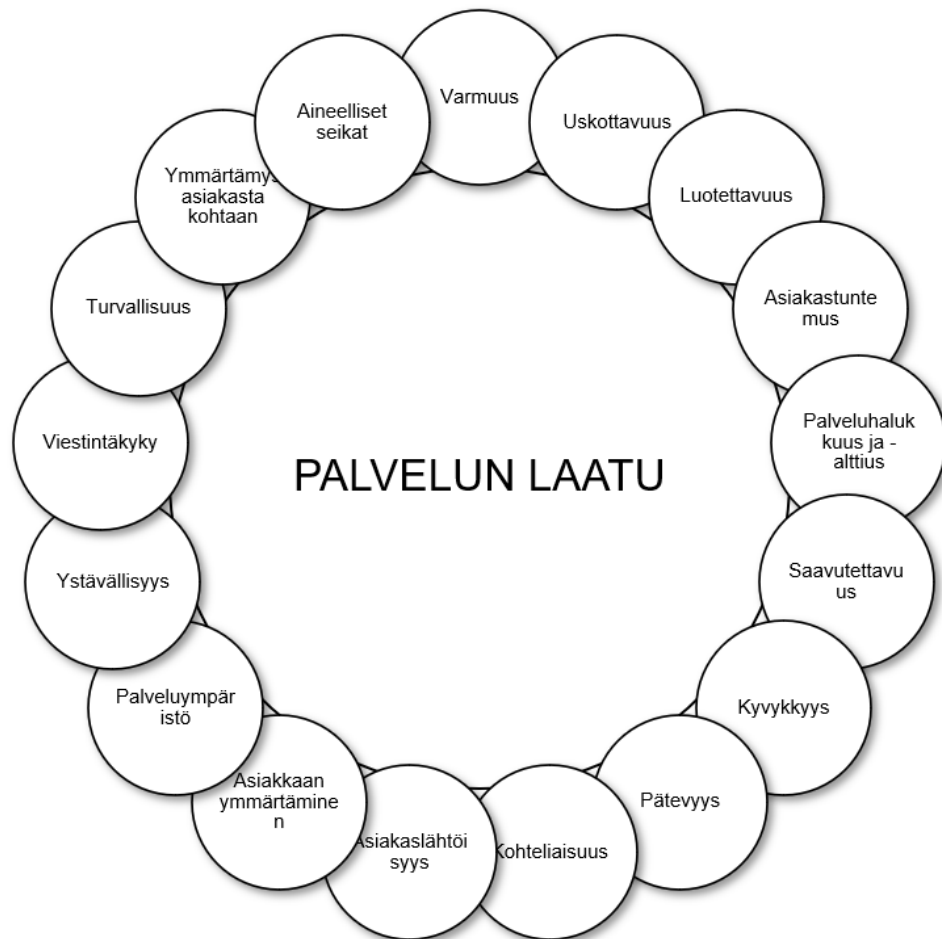 Varmuus
Uskottavuus
Luotettavuus
Asiakastunte
mus
Palveluhaluk
kuus ja -
alttius
Saavutettavu
us
Kyvykkyys
Pätevyys
Kohteliaisuus
Asiakaslähtöi
syys
Asiakkaan
ymmärtämine
n
Palveluympär
istö
Ystävällisyys
Viestintäkyky
Turvallisuus
Ymmärtämys
asiakasta
kohtaan
Aineelliset
seikat
PALVELUN LAATU